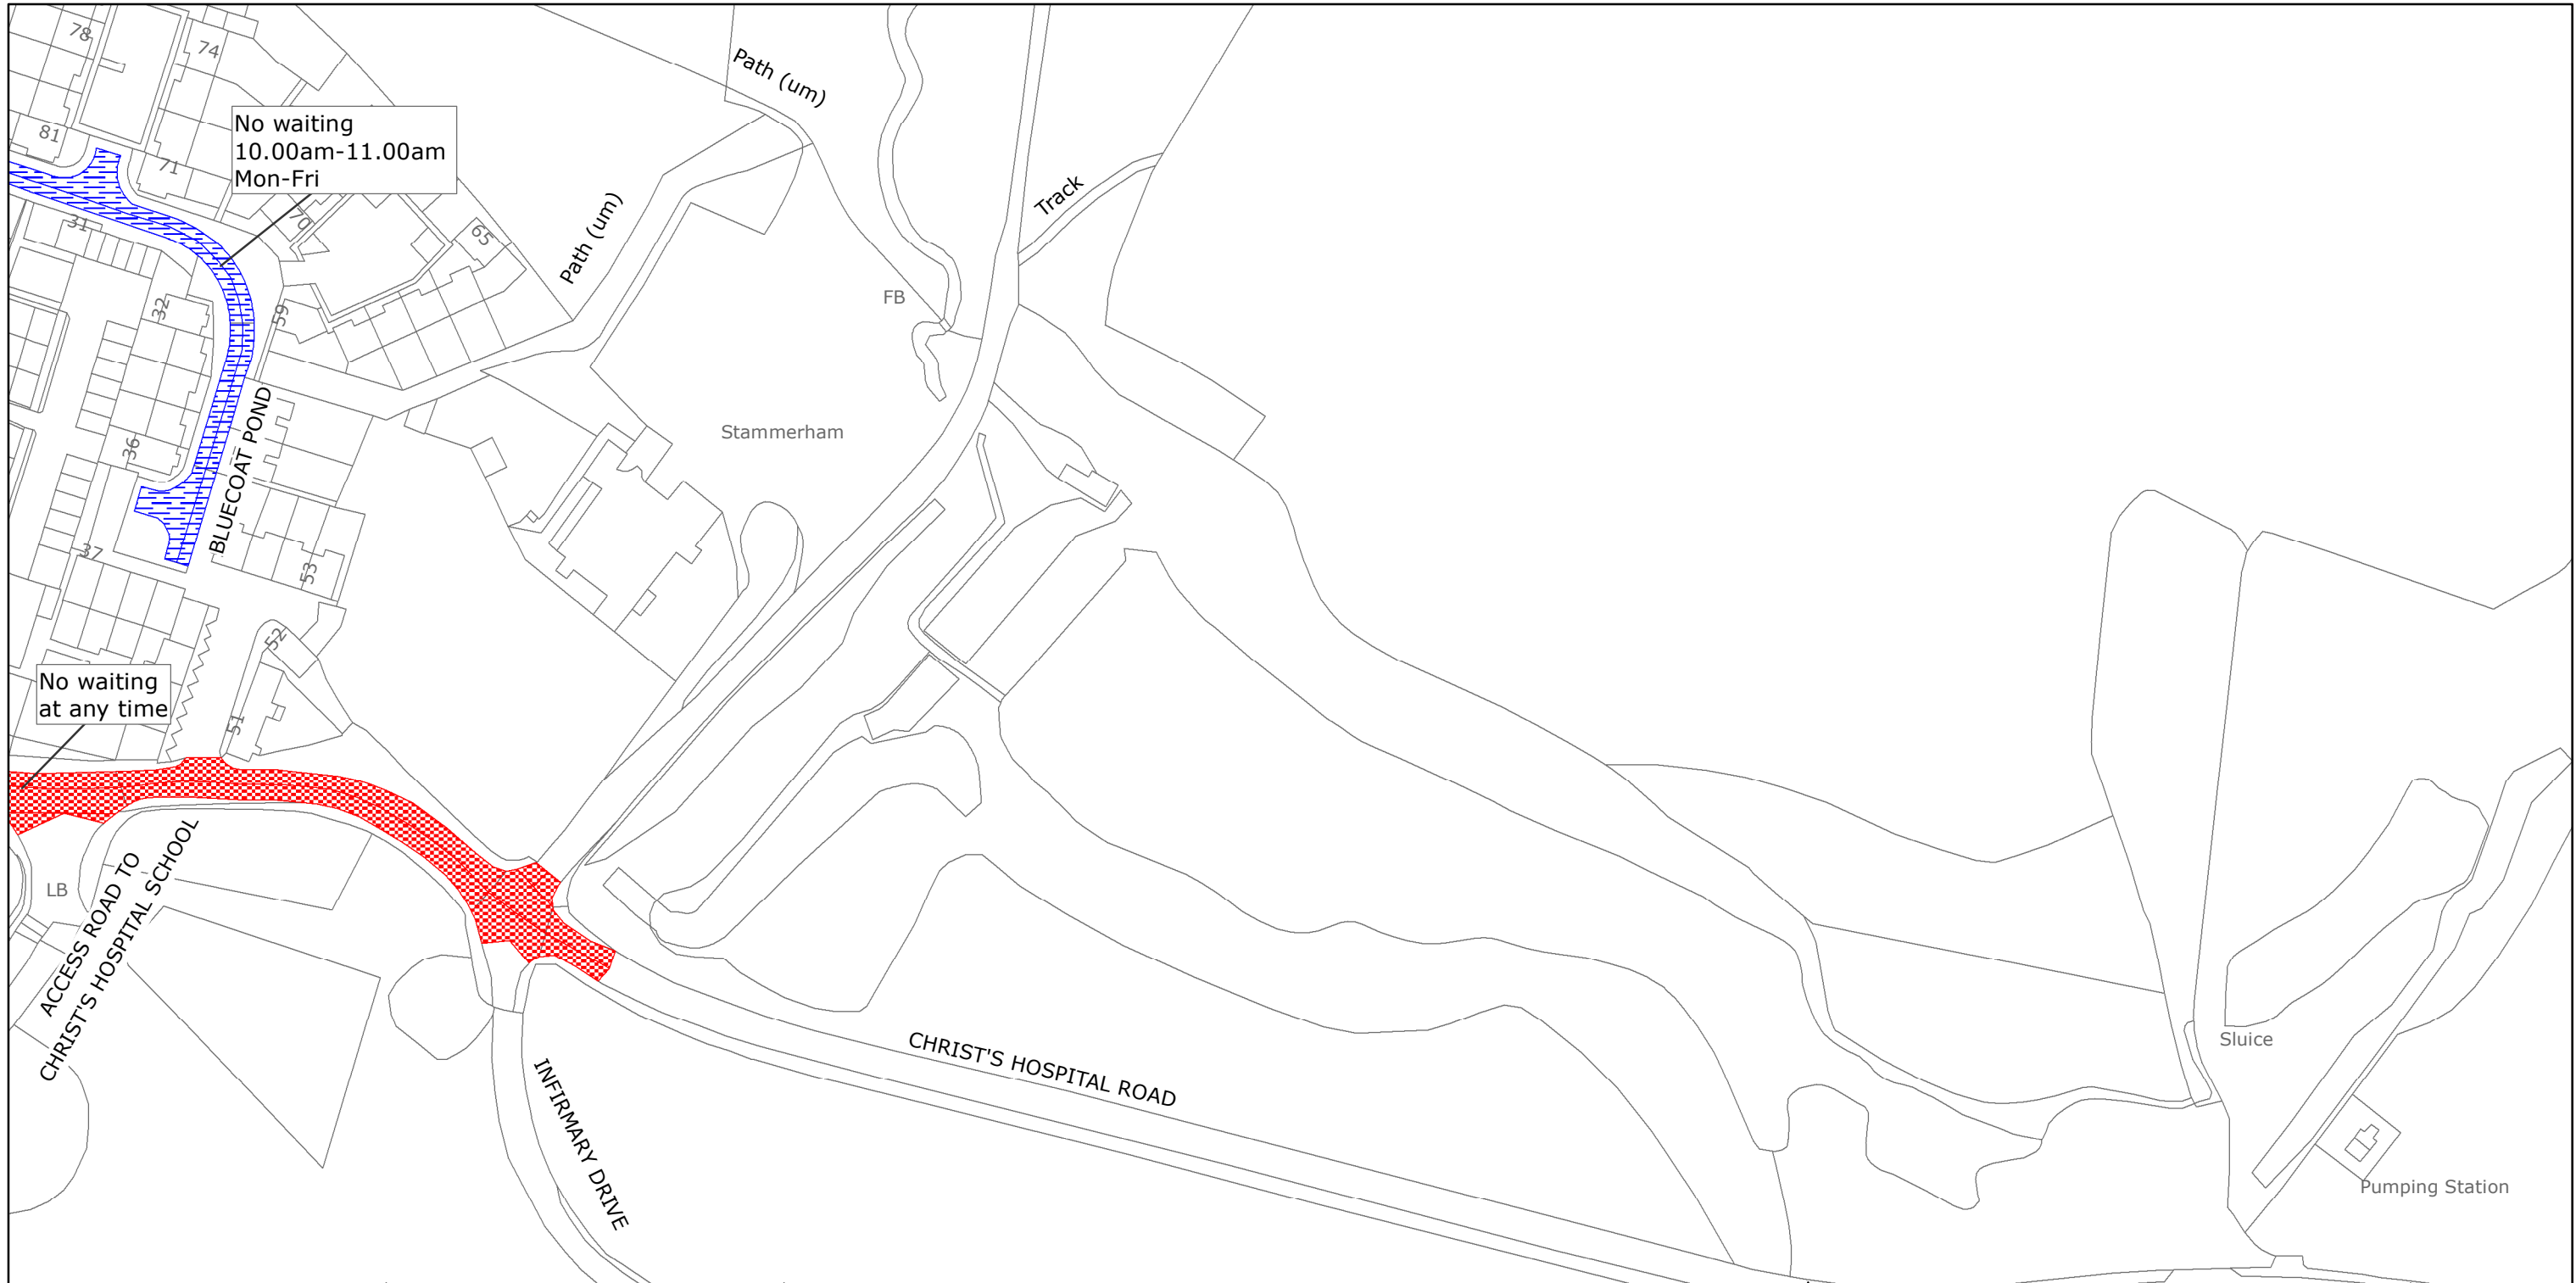 78
74
Path (um)
No waiting
10.00am-11.00am
Mon-Fri
81
71
Track
31
70
65
Path (um)
FB
32
59
Stammerham
36
BLUECOAT POND
37
53
52
No waiting
at any time
51
LB
ACCESS ROAD TO
CHRIST'S HOSPITAL SCHOOL
CHRIST'S HOSPITAL ROAD
Sluice
INFIRMARY DRIVE
Pumping Station